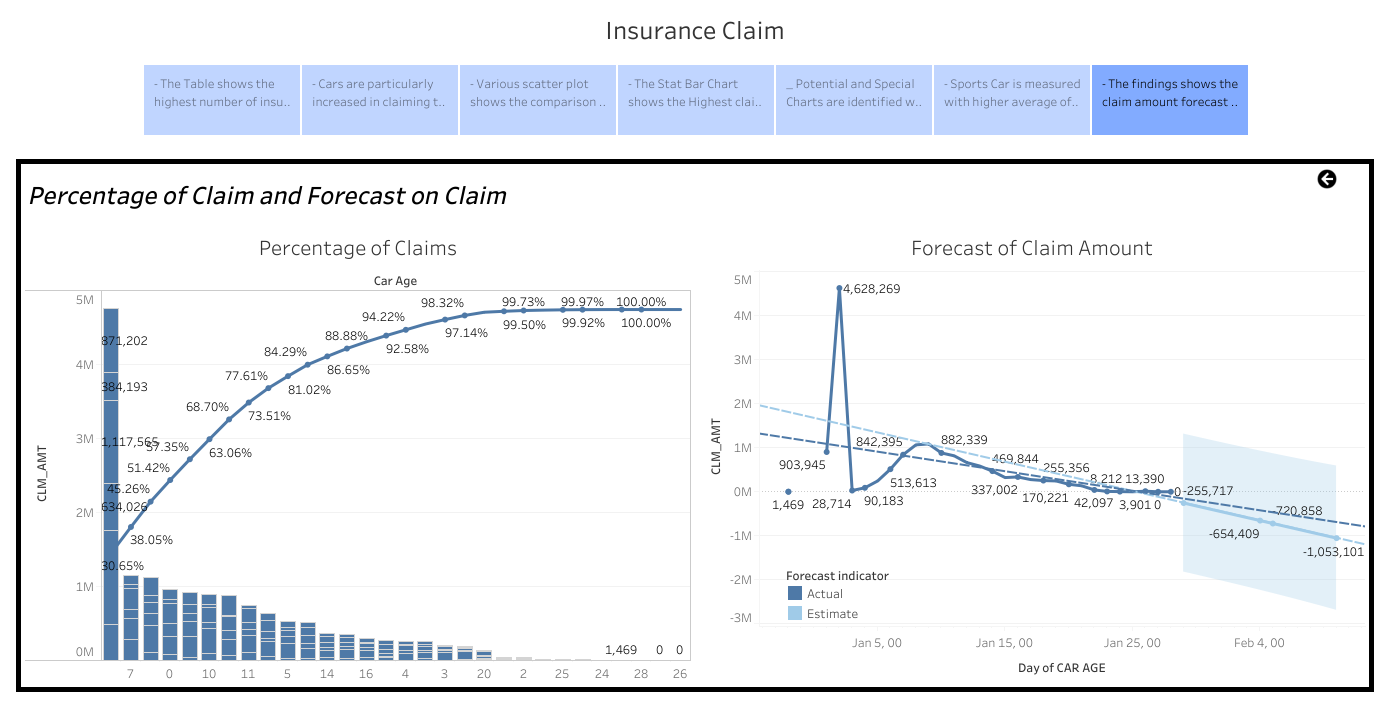 Insurance Claim
- The Table shows the
highest number of insu..
- Cars are particularly
increased in claiming t..
- Various scatter plot
shows the comparison ..
- The Stat Bar Chart
shows the Highest clai..
_ Potential and Special
Charts are identified w..
- Sports Car is measured
with higher average of..
- The findings shows the
claim amount forecast ..
Percentage of Claim and Forecast on Claim
Percentage of Claims
Car Age
CLM_AMT
5M
4M
3M
2M
1M
0M
871,202
384,193
1,117,565
634,026
30.65%
38.05%
45.26%
51.42%
57.35%
63.06%
68.70%
73.51%
77.61%
81.02%
84.29%
86.65%
88.88%
92.58%
94.22%
97.14%
98.32%
99.50%
99.73%
99.92%
99.97%
100.00%
100.00%
1,469 0 0
7 0 10 11 5 14 16 4 3 20 2 25 24 28 26
Forecast of Claim Amount
CLM_AMT
5M
4M
3M
2M
1M
0M
-1M
-2M
-3M
1,469
903,945
4,628,269
28,714
842,395
90,183
513,613
882,339
469,844
337,002
255,356
170,221
8,212
42,097
13,390
3,901
0
0
-255,717
-654,409
-720,858
-1,053,101
Forecast indicator
Actual
Estimate
Jan 5, 00 Jan 15, 00 Jan 25, 00 Feb 4, 00
Day of CAR AGE